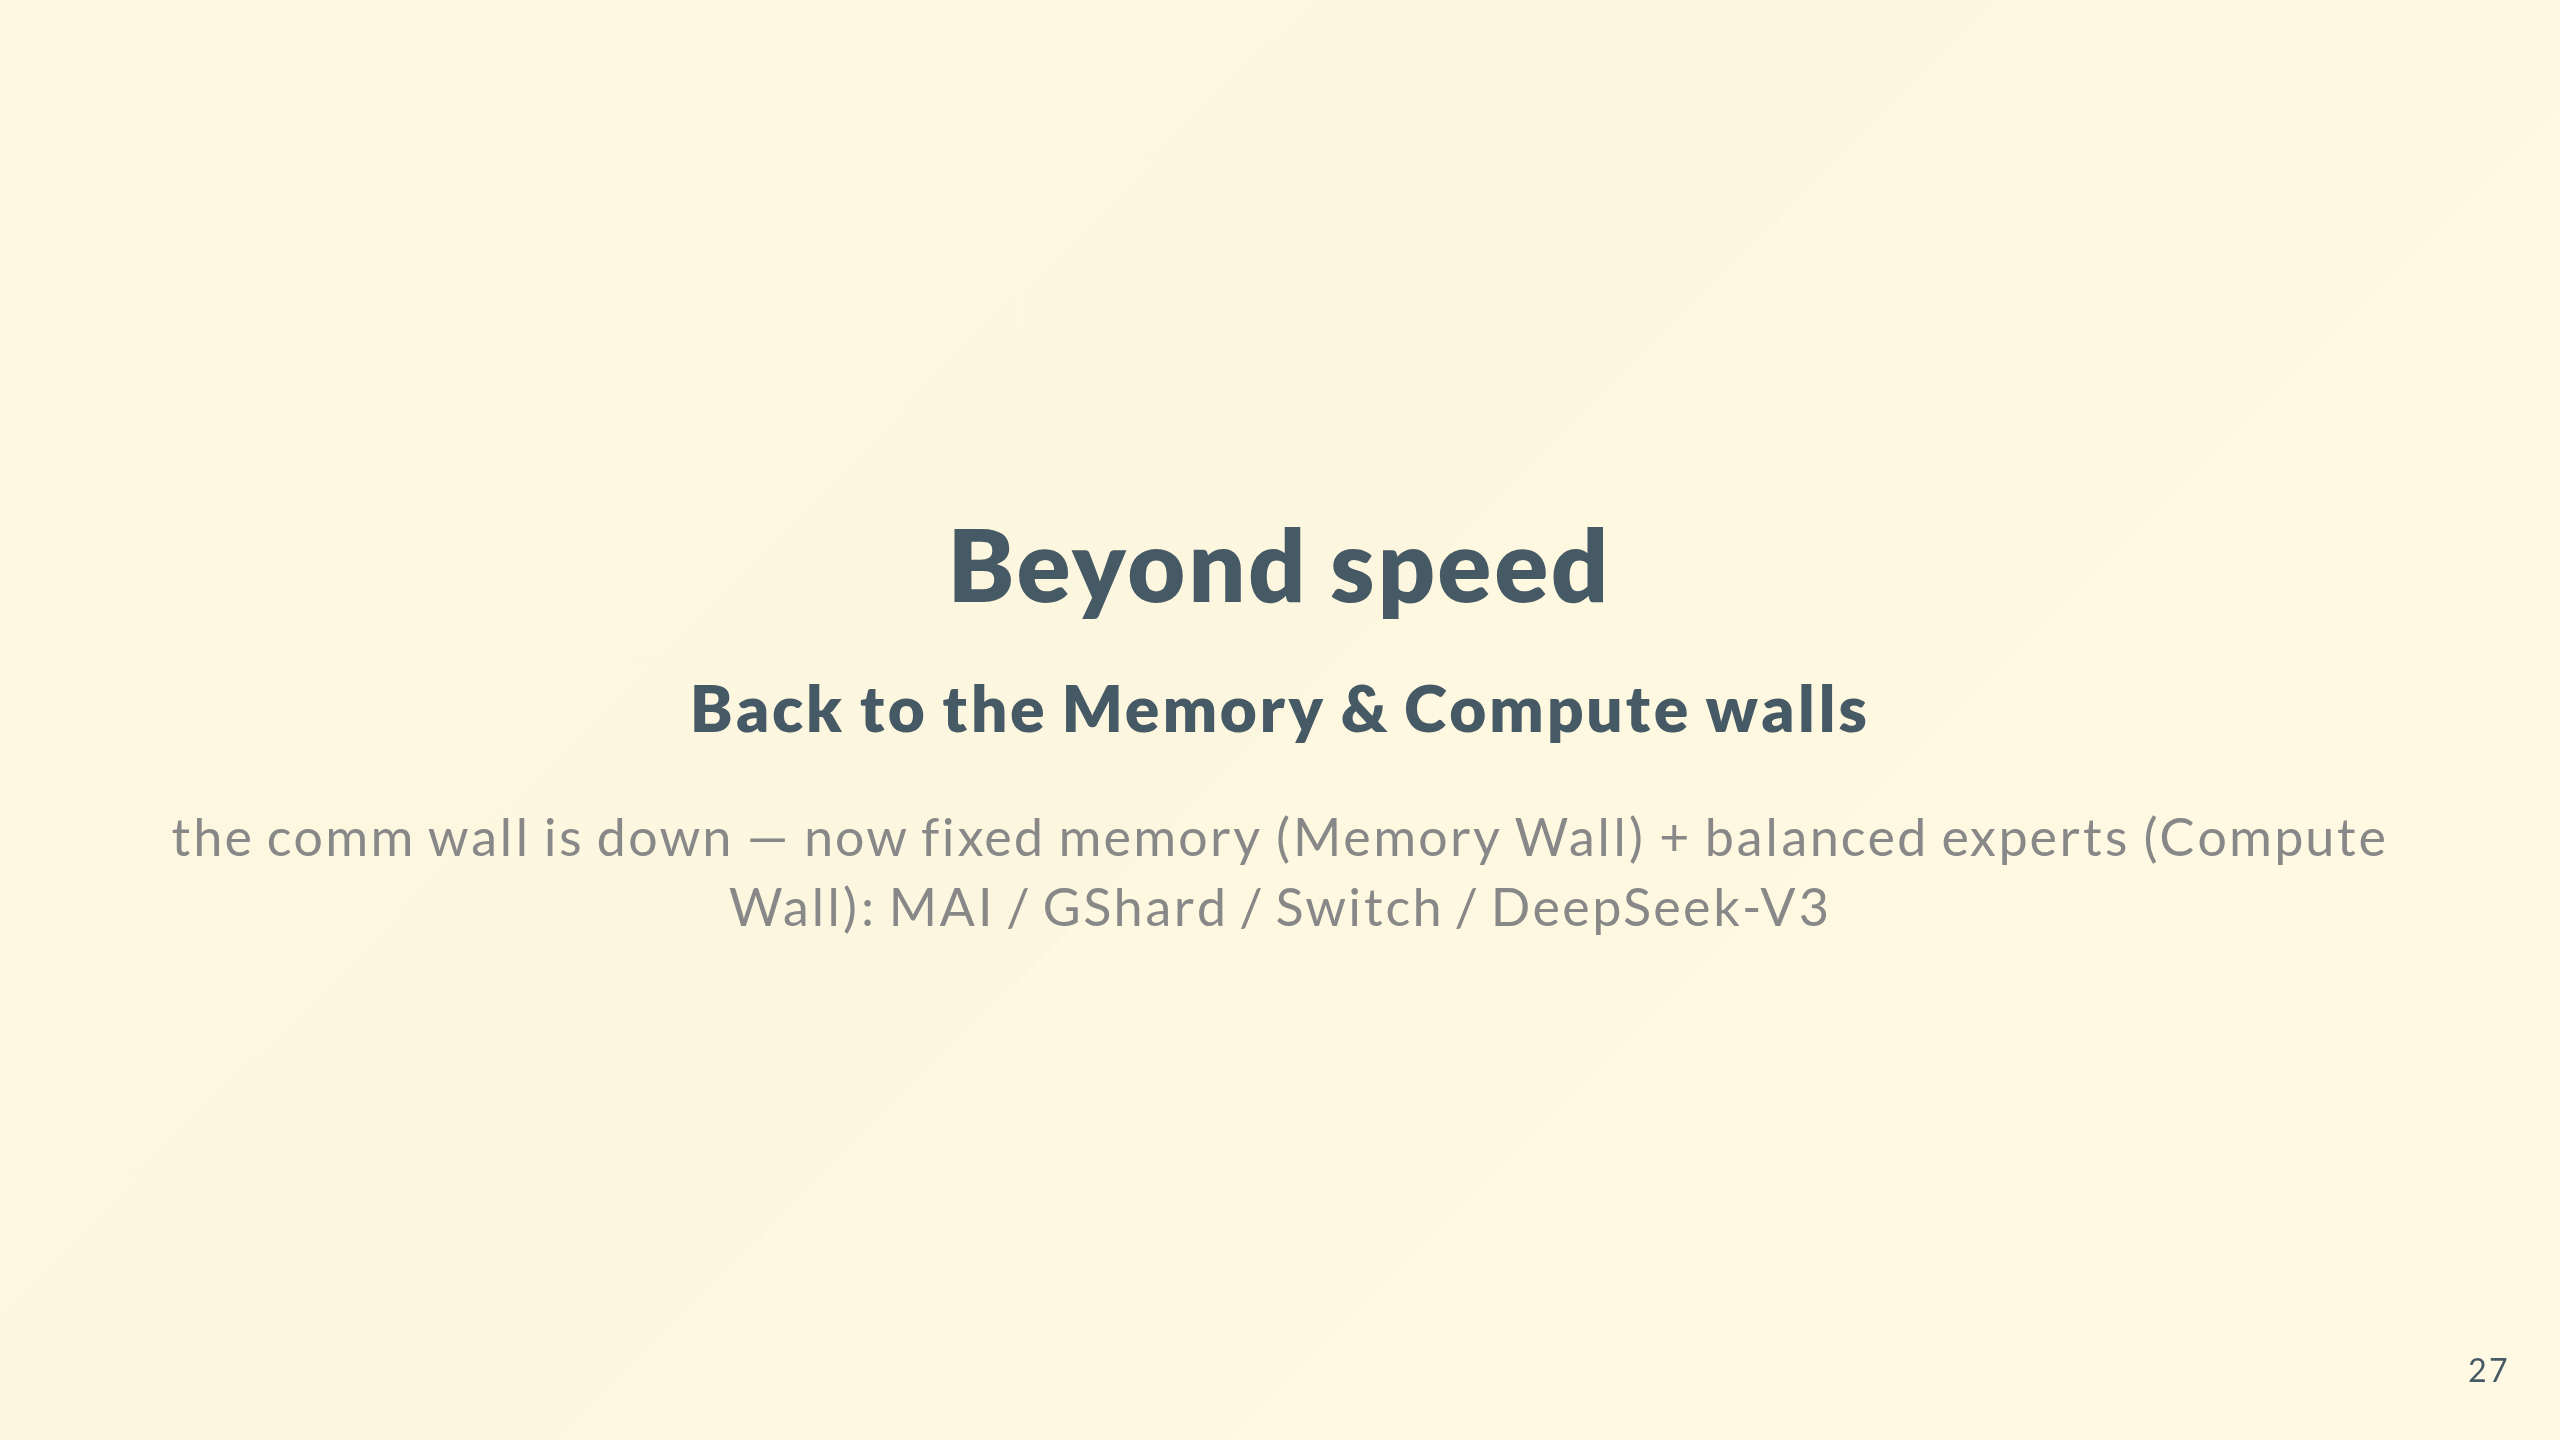 Beyond speed
Back to the Memory & Compute walls
the comm wall is down — now fixed memory (Memory Wall) + balanced experts (Compute
Wall): MAI / GShard / Switch / DeepSeek-V3
27